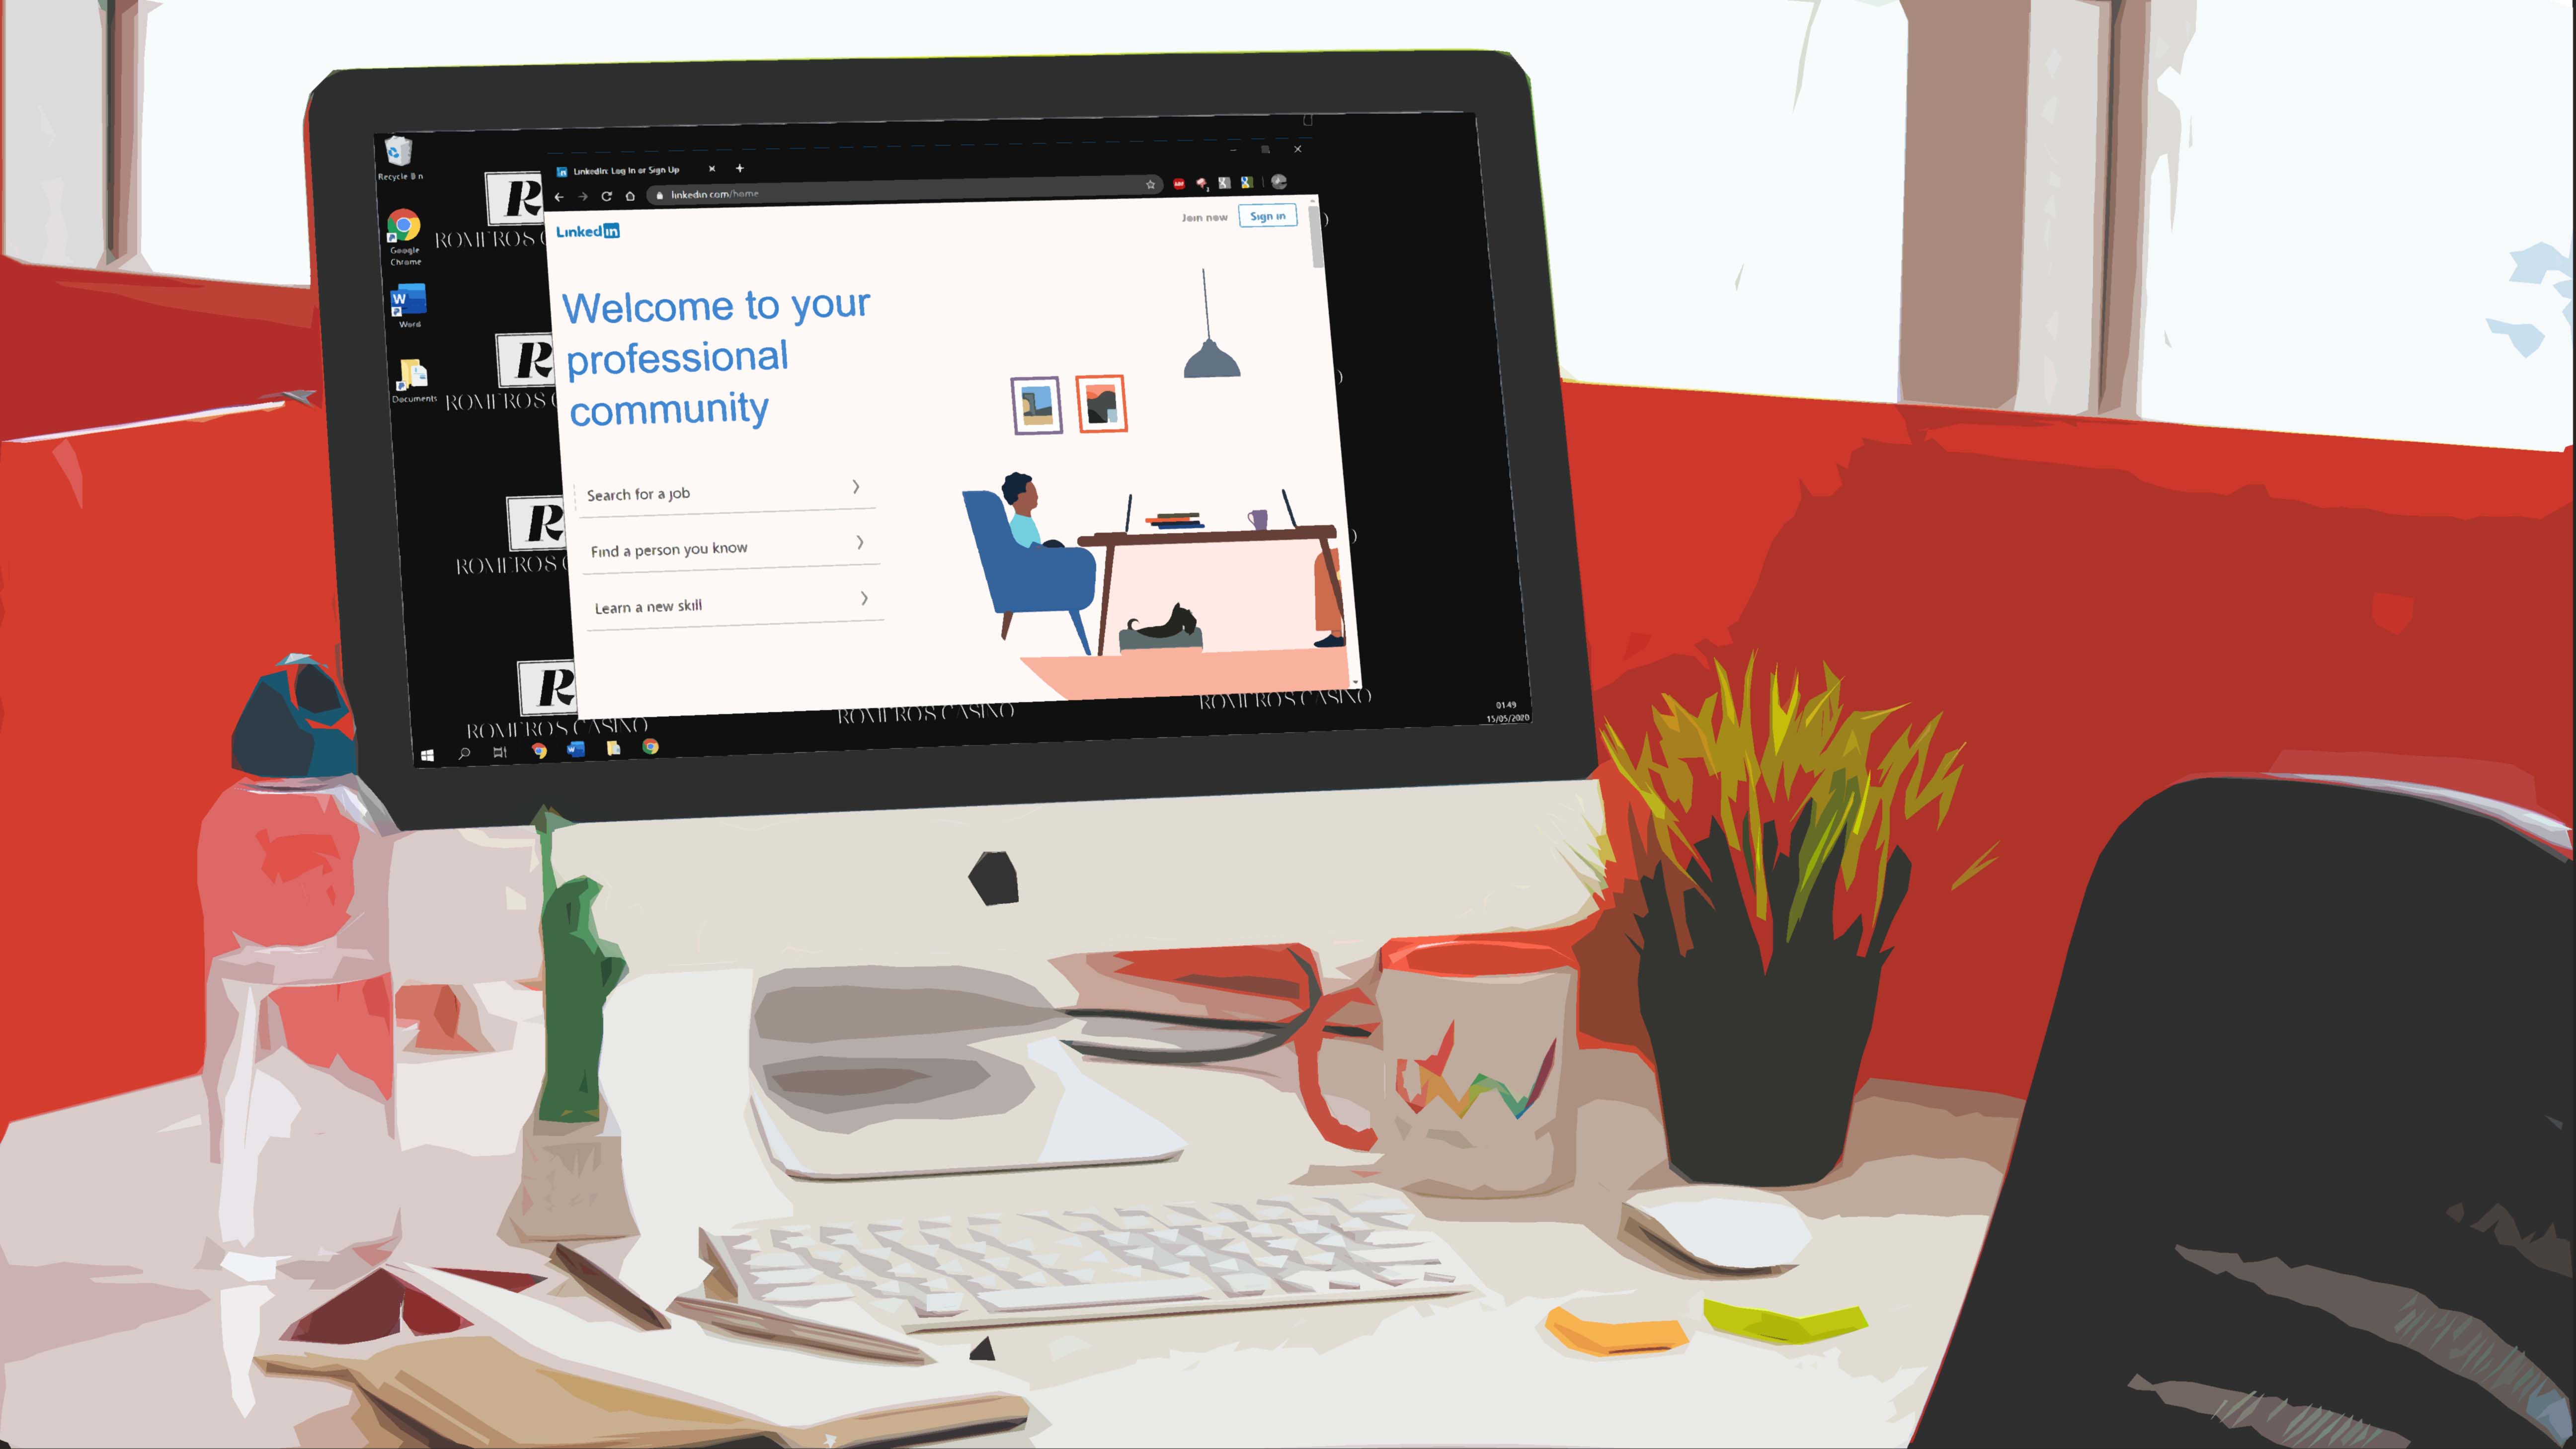 Recycle Bin
Google
Chrome
Word
Documents
LinkedIn: Log In or Sign Up
linkedin.com/home
LinkedIn
Join now
Sign in
Welcome to your
professional
community
Search for a job
Find a person you know
Learn a new skill
R
ROMEROS C
R
ROMEROS C
R
ROMEROS C
R
ROMEROS CASINO
ROMEROS CASINO
ROMEROS CASINO
01:49
15/05/2020